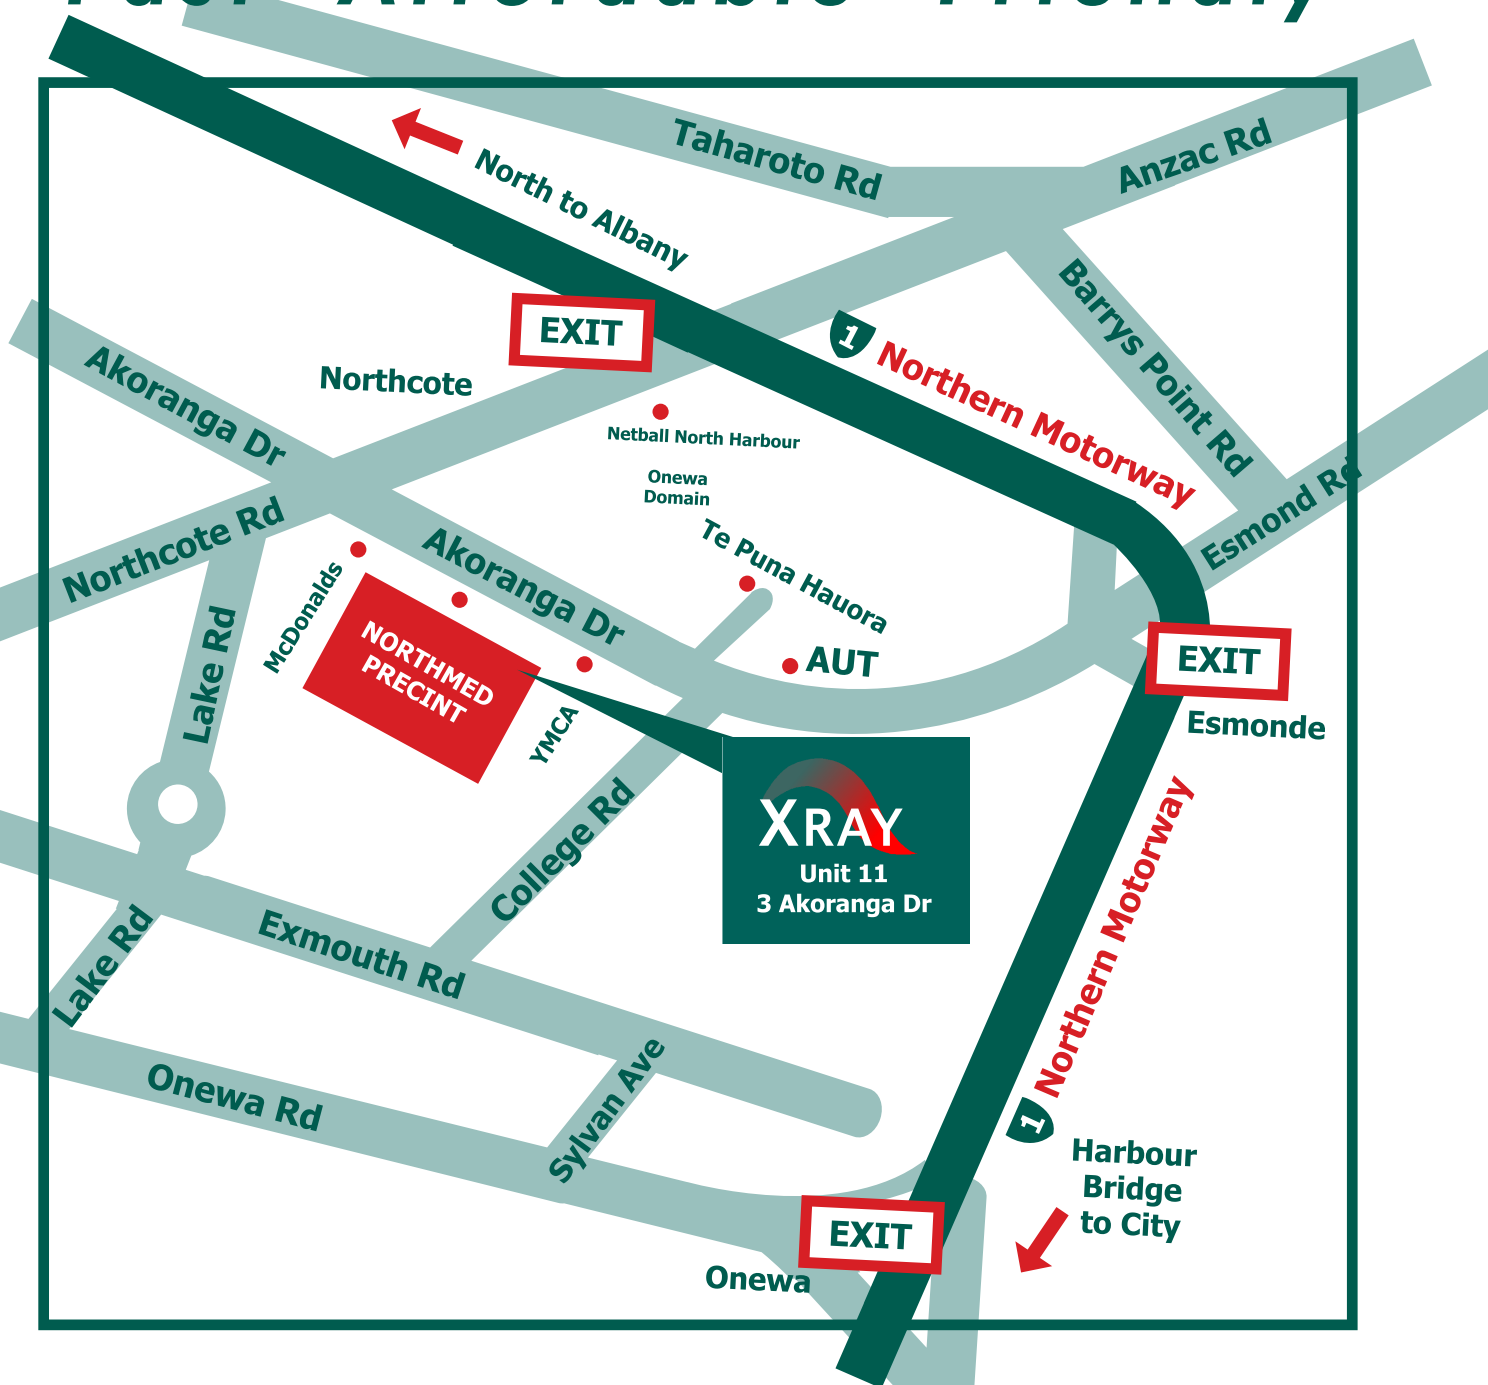 Fast Affordable Friendly
Taharoto Rd
Anzac Rd
North to Albany
Barrys Point Rd
EXIT
1
Northern Motorway
Northcote
Akoranga Dr
Netball North Harbour
Onewa
Domain
Esmond Rd
Northcote Rd
Akoranga Dr
Te Puna Hauora
McDonalds
NORTHMED
PRECINT
AUT
EXIT
Lake Rd
YMCA
Esmonde
College Rd
XRAY
Unit 11
3 Akoranga Dr
Northern Motorway
1
Lake Rd
Exmouth Rd
Onewa Rd
Sylvan Ave
Harbour
Bridge
to City
EXIT
Onewa